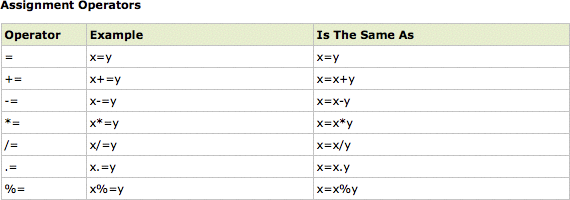 Assignment Operators
Operator Example Is The Same As
= x=y x=y
+= x+=y x=x+y
-= x-=y x=x-y
*= x*=y x=x*y
/= x/=y x=x/y
.= x.=y x=x.y
%= x%=y x=x%y